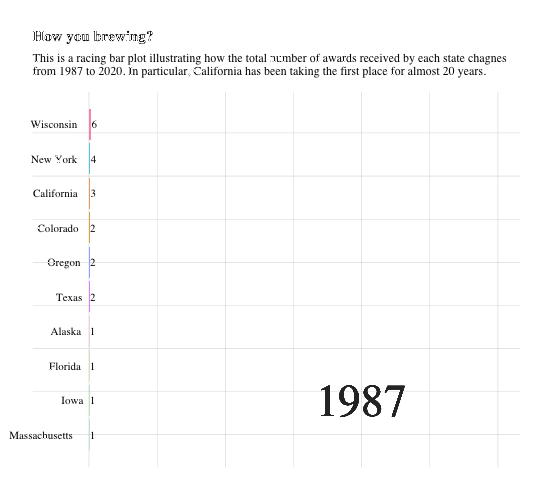 How you brewing?
This is a racing bar plot illustrating how the total number of awards received by each state chagnes
from 1987 to 2020. In particular, California has been taking the first place for almost 20 years.
Wisconsin 6
New York 4
California 3
Colorado 2
Oregon 2
Texas 2
Alaska 1
Florida 1
Iowa 1
1987
Massachusetts 1